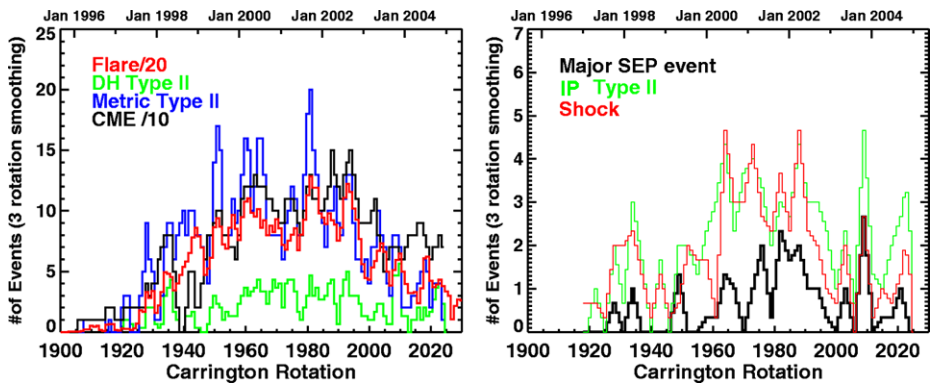 Jan 1996 Jan 1998 Jan 2000 Jan 2002 Jan 2004
25
20
15
10
5
0
#of Events (3 rotation smoothing)
Flare/20
DH Type II
Metric Type II
CME /10
1900 1920 1940 1960 1980 2000 2020
Carrington Rotation
Jan 1996 Jan 1998 Jan 2000 Jan 2002 Jan 2004
7
6
5
4
3
2
1
0
#of Events (3 rotation smoothing)
Major SEP event
IP Type II
Shock
1900 1920 1940 1960 1980 2000 2020
Carrington Rotation